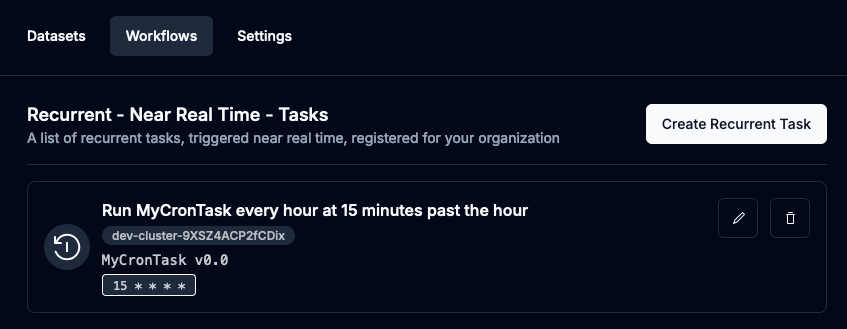 Datasets Workflows Settings
Recurrent - Near Real Time - Tasks
A list of recurrent tasks, triggered near real time, registered for your organization
Create Recurrent Task
Run MyCronTask every hour at 15 minutes past the hour
dev-cluster-9XSZ4ACP2fCDix
MyCronTask v0.0
15 * * * *